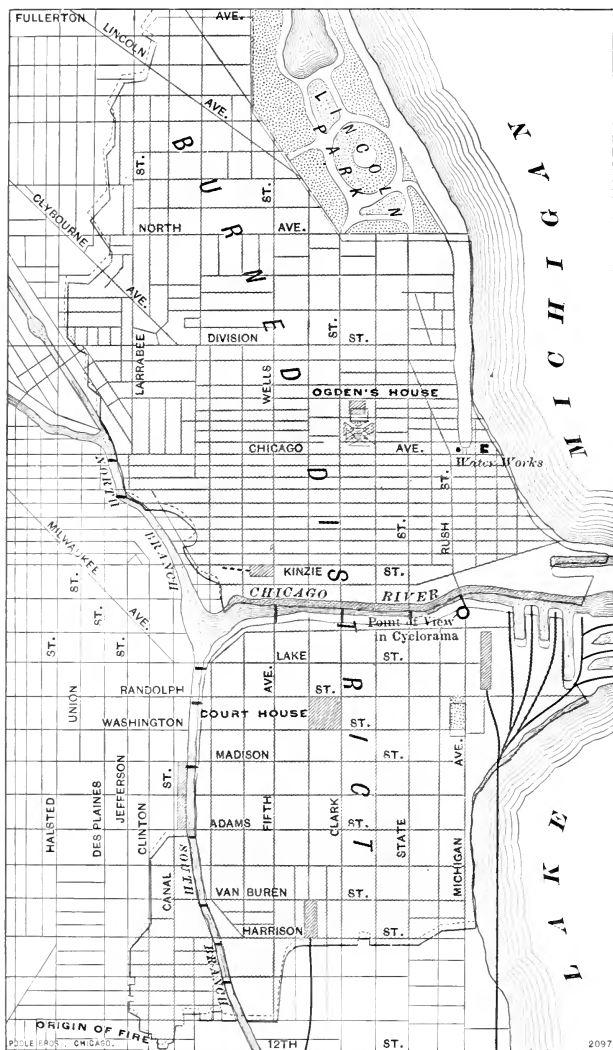 FULLERTON AVE.
LINCOLN AVE.
LINCOLN PARK
MICHIGAN
BURNED DISTRICT
ST.
ST.
CLYBOURNE AVE.
NORTH AVE.
LARRABEE
DIVISION ST.
ST.
WELLS
OGDEN'S HOUSE
CHICAGO AVE.
Water Works
NORTH BRANCH
RUSH ST.
MILWAUKEE AVE.
ST.
KINZIE ST.
CHICAGO RIVER
Point of View
in Cyclorama
ST.
ST.
ST.
LAKE ST.
AVE.
RANDOLPH ST.
UNION
WASHINGTON ST.
COURT HOUSE
MADISON ST.
AVE.
HALSTED
DES PLAINES
JEFFERSON
CLINTON
ST.
ADAMS ST.
FIFTH
CLARK
STATE
MICHIGAN
LAKE
CANAL
SOUTH BRANCH
VAN BUREN ST.
HARRISON ST.
ORIGIN OF FIRE
POOLE BROS. CHICAGO.
12TH ST.
2097